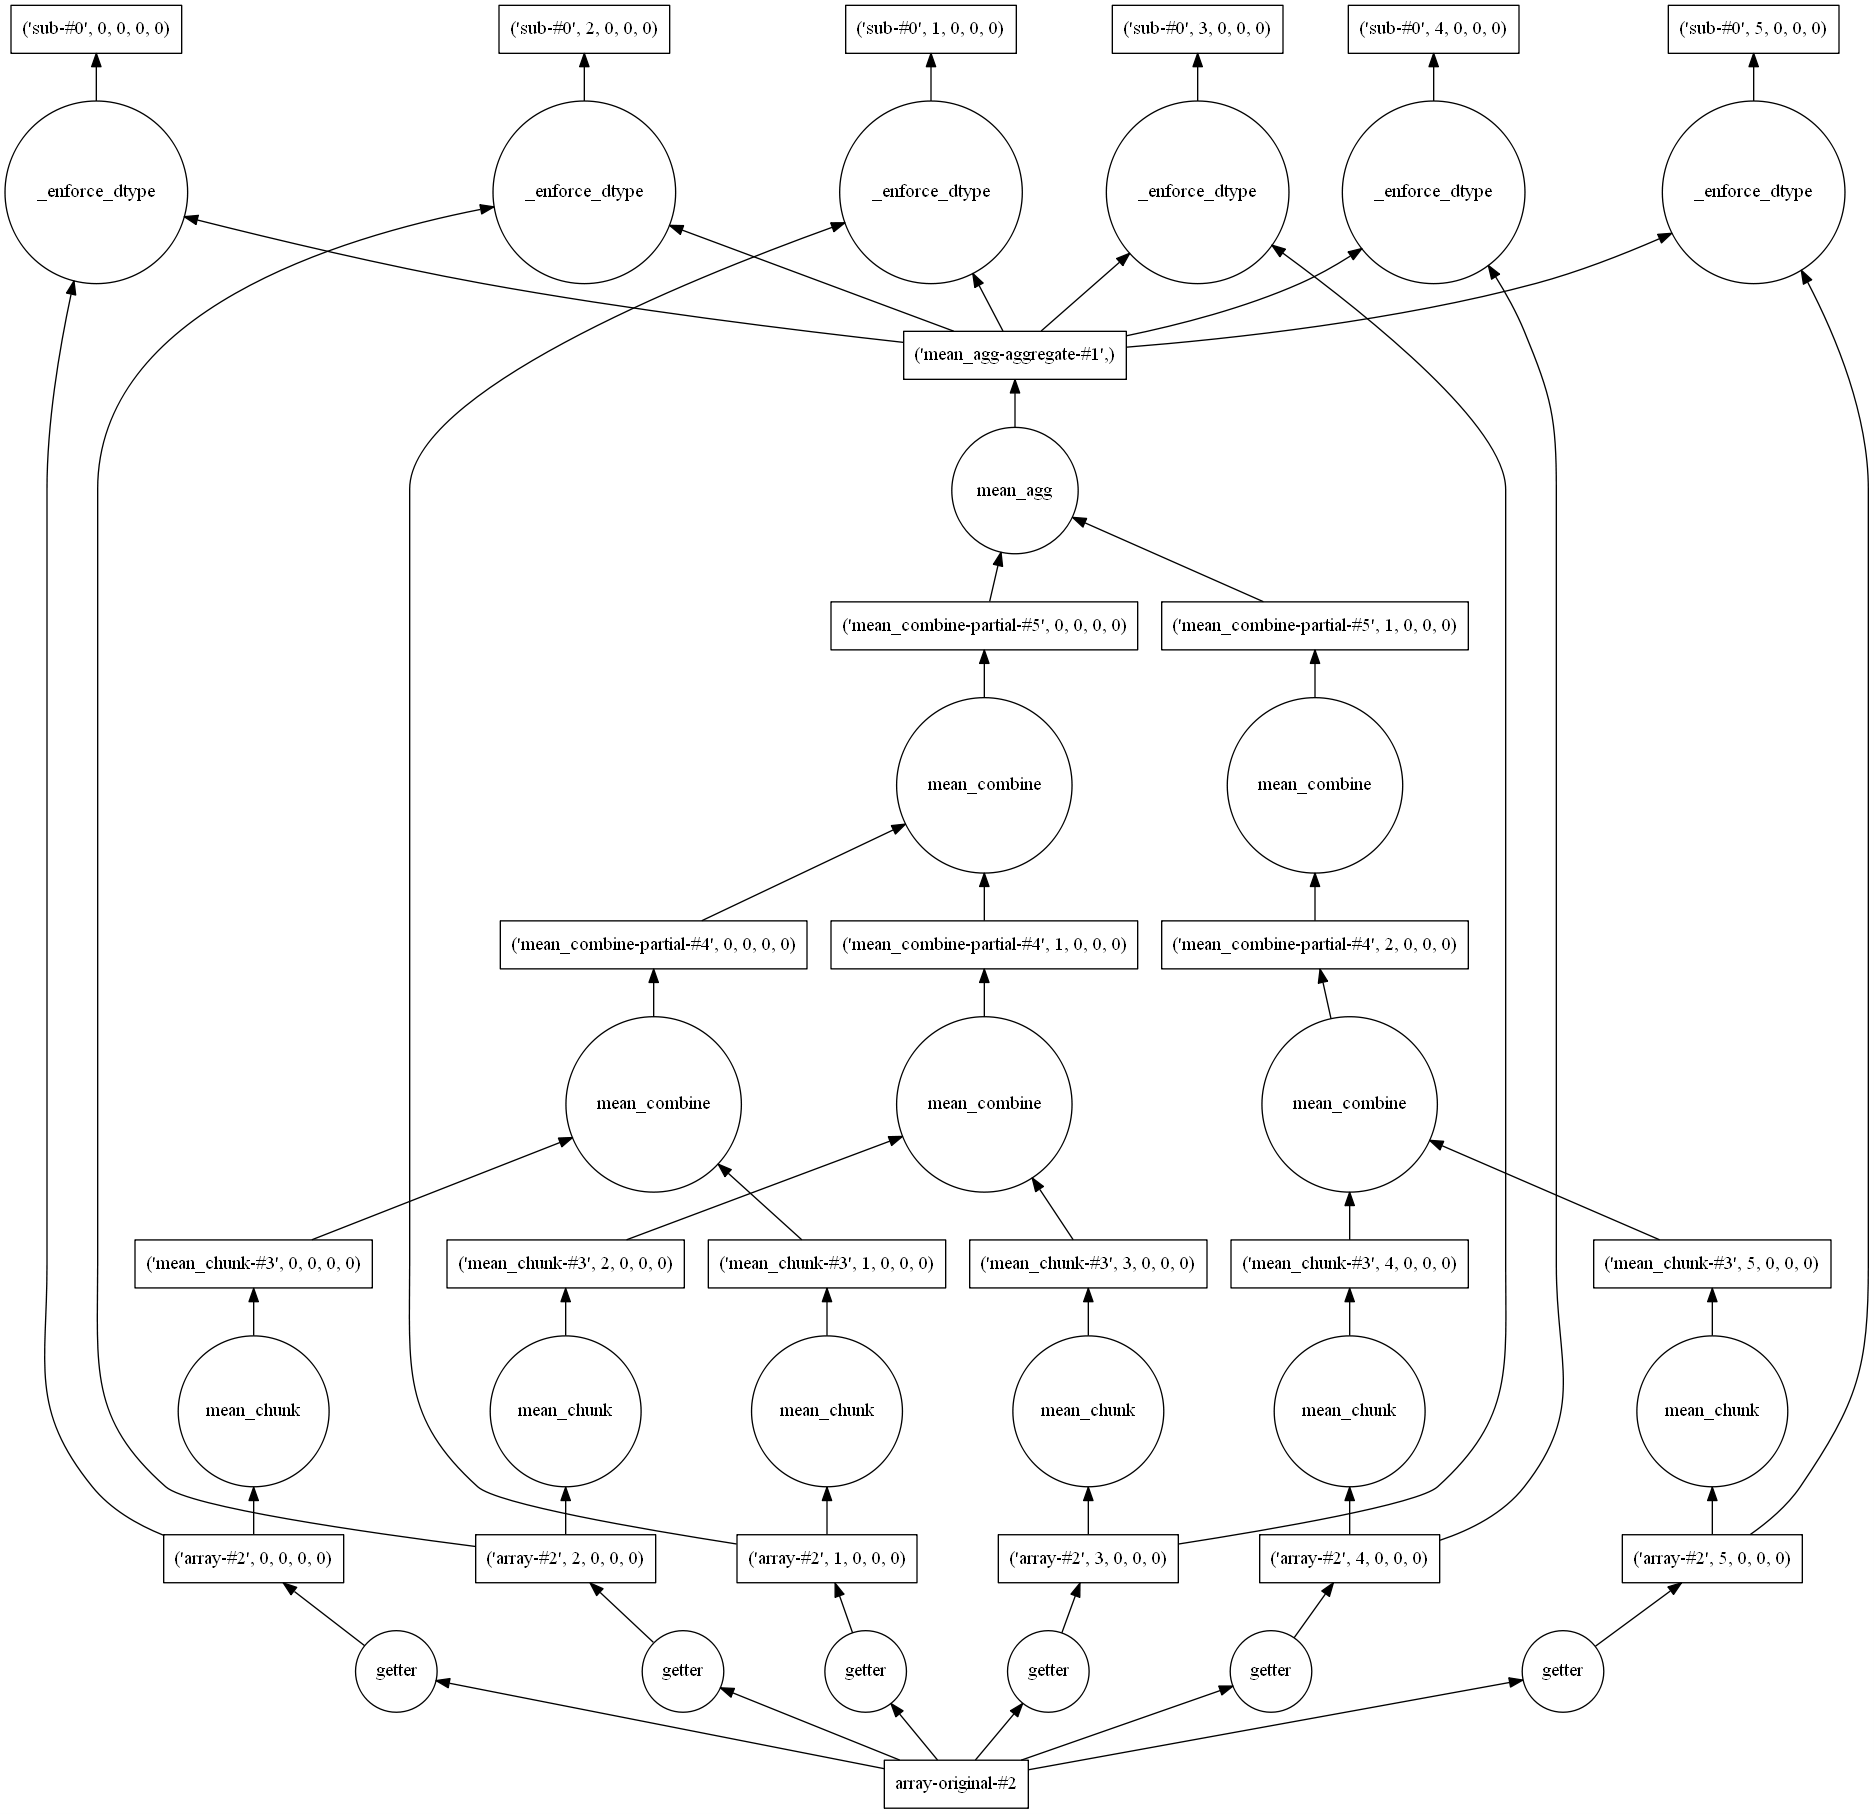 ('sub-#0', 0, 0, 0, 0)
('sub-#0', 2, 0, 0, 0)
('sub-#0', 1, 0, 0, 0)
('sub-#0', 3, 0, 0, 0)
('sub-#0', 4, 0, 0, 0)
('sub-#0', 5, 0, 0, 0)
_enforce_dtype
_enforce_dtype
_enforce_dtype
_enforce_dtype
_enforce_dtype
_enforce_dtype
('mean_agg-aggregate-#1',)
mean_agg
('mean_combine-partial-#5', 0, 0, 0, 0)
('mean_combine-partial-#5', 1, 0, 0, 0)
mean_combine
mean_combine
('mean_combine-partial-#4', 0, 0, 0, 0)
('mean_combine-partial-#4', 1, 0, 0, 0)
('mean_combine-partial-#4', 2, 0, 0, 0)
mean_combine
mean_combine
mean_combine
('mean_chunk-#3', 0, 0, 0, 0)
('mean_chunk-#3', 2, 0, 0, 0)
('mean_chunk-#3', 1, 0, 0, 0)
('mean_chunk-#3', 3, 0, 0, 0)
('mean_chunk-#3', 4, 0, 0, 0)
('mean_chunk-#3', 5, 0, 0, 0)
mean_chunk
mean_chunk
mean_chunk
mean_chunk
mean_chunk
mean_chunk
('array-#2', 0, 0, 0, 0)
('array-#2', 2, 0, 0, 0)
('array-#2', 1, 0, 0, 0)
('array-#2', 3, 0, 0, 0)
('array-#2', 4, 0, 0, 0)
('array-#2', 5, 0, 0, 0)
getter
getter
getter
getter
getter
getter
array-original-#2